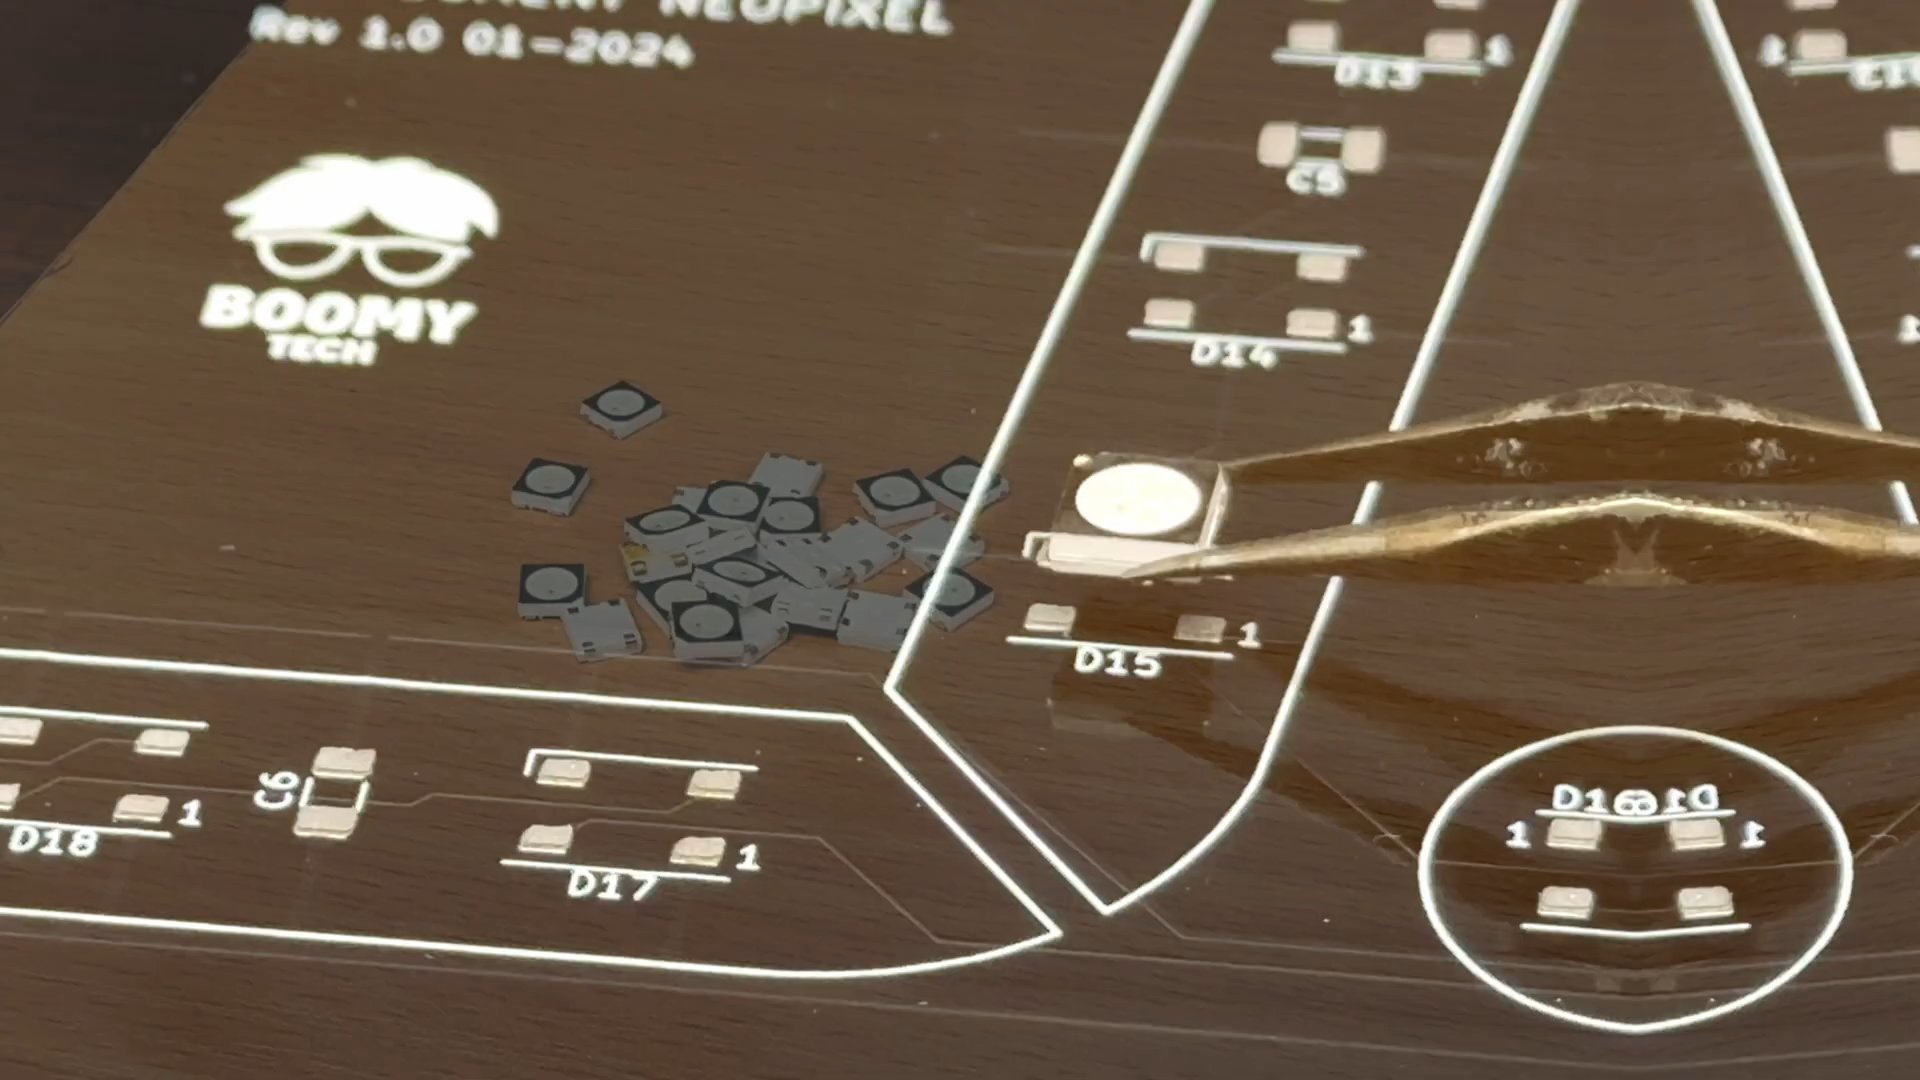 NEOPIXEL
Rev 1.0 01-2024
BOOMY
TECH
1
D13
1
C5
1
D14
1
D15
D18
1
C6
1
D17
1